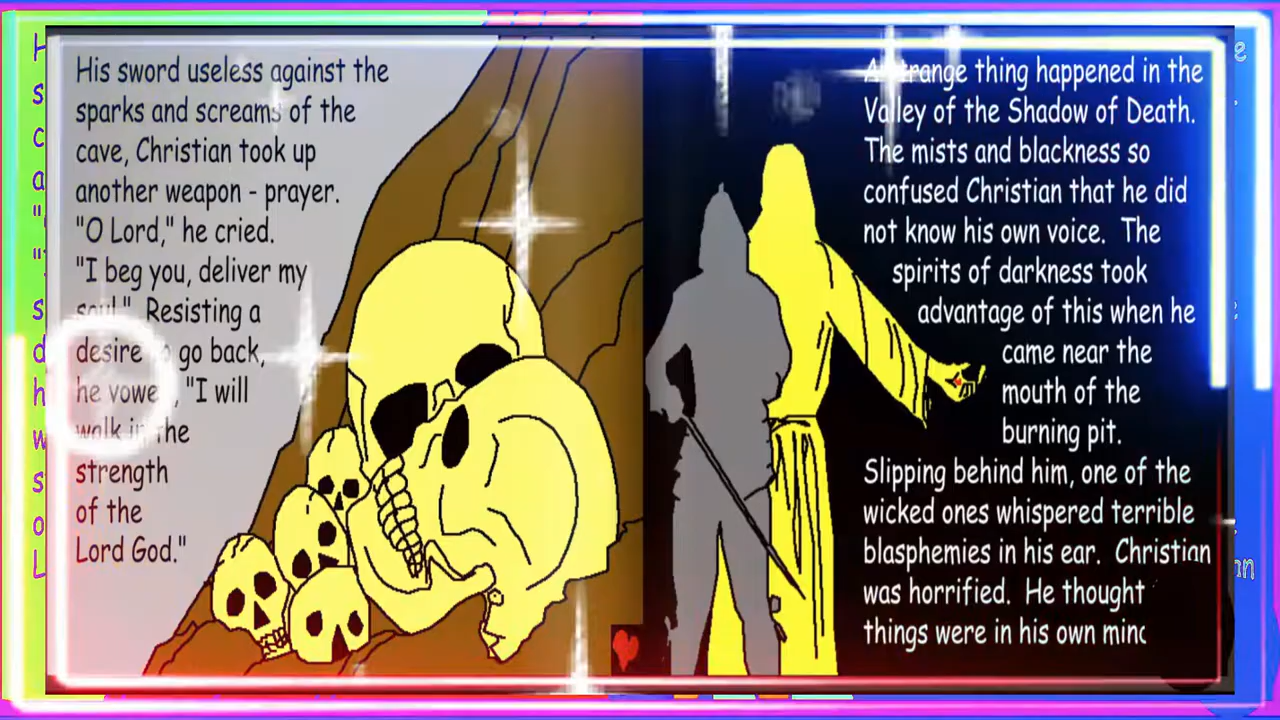 His sword useless against the
sparks and screams of the
cave, Christian took up
another weapon - prayer.
"O Lord," he cried.
"I beg you, deliver my
soul." Resisting a
desire to go back,
he vowe , "I will
walk in the
strength
of the
Lord God."
A strange thing happened in the
Valley of the Shadow of Death.
The mists and blackness so
confused Christian that he did
not know his own voice. The
spirits of darkness took
advantage of this when he
came near the
mouth of the
burning pit.
Slipping behind him, one of the
wicked ones whispered terrible
blasphemies in his ear. Christian
was horrified. He thought
things were in his own minc